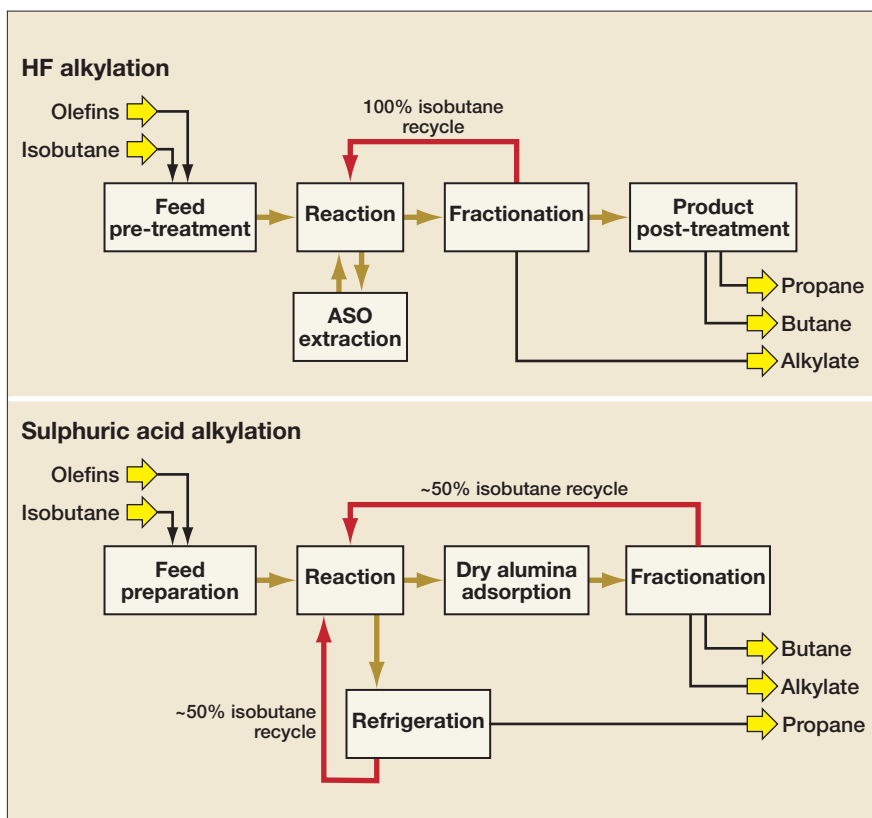 HF alkylation
Olefins
Isobutane
100% isobutane
recycle
Feed
pre-treatment
Reaction
Fractionation
Product
post-treatment
ASO
extraction
Propane
Butane
Alkylate
Sulphuric acid alkylation
Olefins
Isobutane
~50% isobutane recycle
Feed
preparation
Reaction
Dry alumina
adsorption
Fractionation
Butane
Alkylate
~50% isobutane
recycle
Refrigeration
Propane